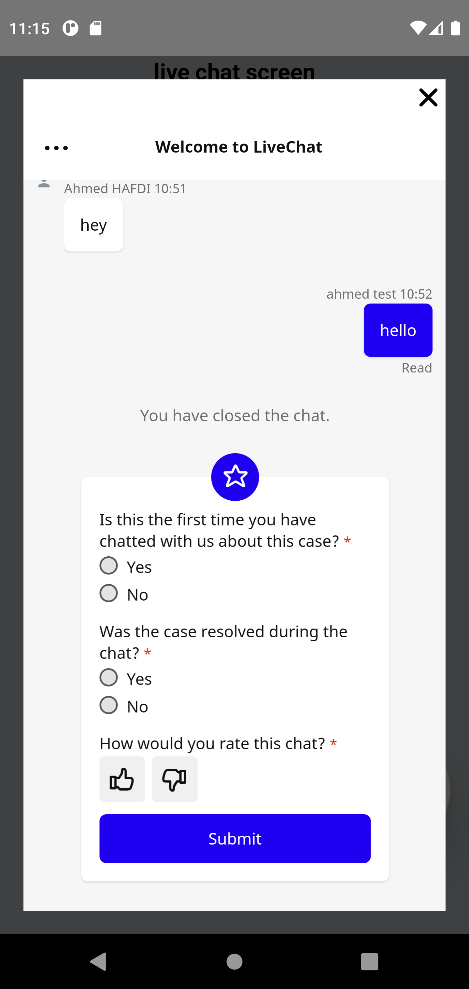 11:15
live chat screen
Welcome to LiveChat
Ahmed HAFDI 10:51
hey
ahmed test 10:52
hello
Read
You have closed the chat.
Is this the first time you have
chatted with us about this case? *
Yes
No
Was the case resolved during the
chat? *
Yes
No
How would you rate this chat? *
Submit